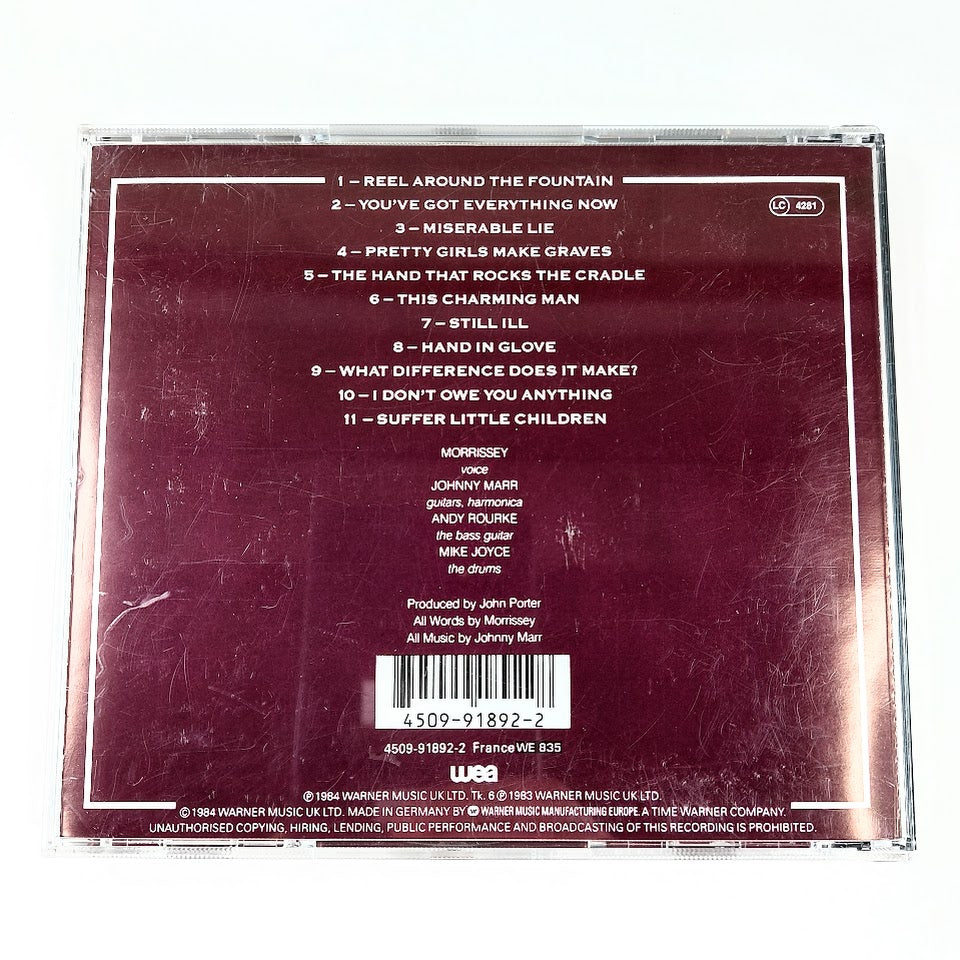 1 – REEL AROUND THE FOUNTAIN
2 – YOU'VE GOT EVERYTHING NOW
LC 4281
3 – MISERABLE LIE
4 – PRETTY GIRLS MAKE GRAVES
5 – THE HAND THAT ROCKS THE CRADLE
6 – THIS CHARMING MAN
7 – STILL ILL
8 – HAND IN GLOVE
9 – WHAT DIFFERENCE DOES IT MAKE?
10 – I DON'T OWE YOU ANYTHING
11 – SUFFER LITTLE CHILDREN
MORRISSEY
voice
JOHNNY MARR
guitars, harmonica
ANDY ROURKE
the bass guitar
MIKE JOYCE
the drums
Produced by John Porter
All Words by Morrissey
All Music by Johnny Marr
4509-91892-2
4509-91892-2 France WE 835
wea
℗ 1984 WARNER MUSIC UK LTD. Tk. 6 ℗ 1983 WARNER MUSIC UK LTD.
© 1984 WARNER MUSIC UK LTD. MADE IN GERMANY BY WARNER MUSIC MANUFACTURING EUROPE. A TIME WARNER COMPANY.
UNAUTHORISED COPYING, HIRING, LENDING, PUBLIC PERFORMANCE AND BROADCASTING OF THIS RECORDING IS PROHIBITED.